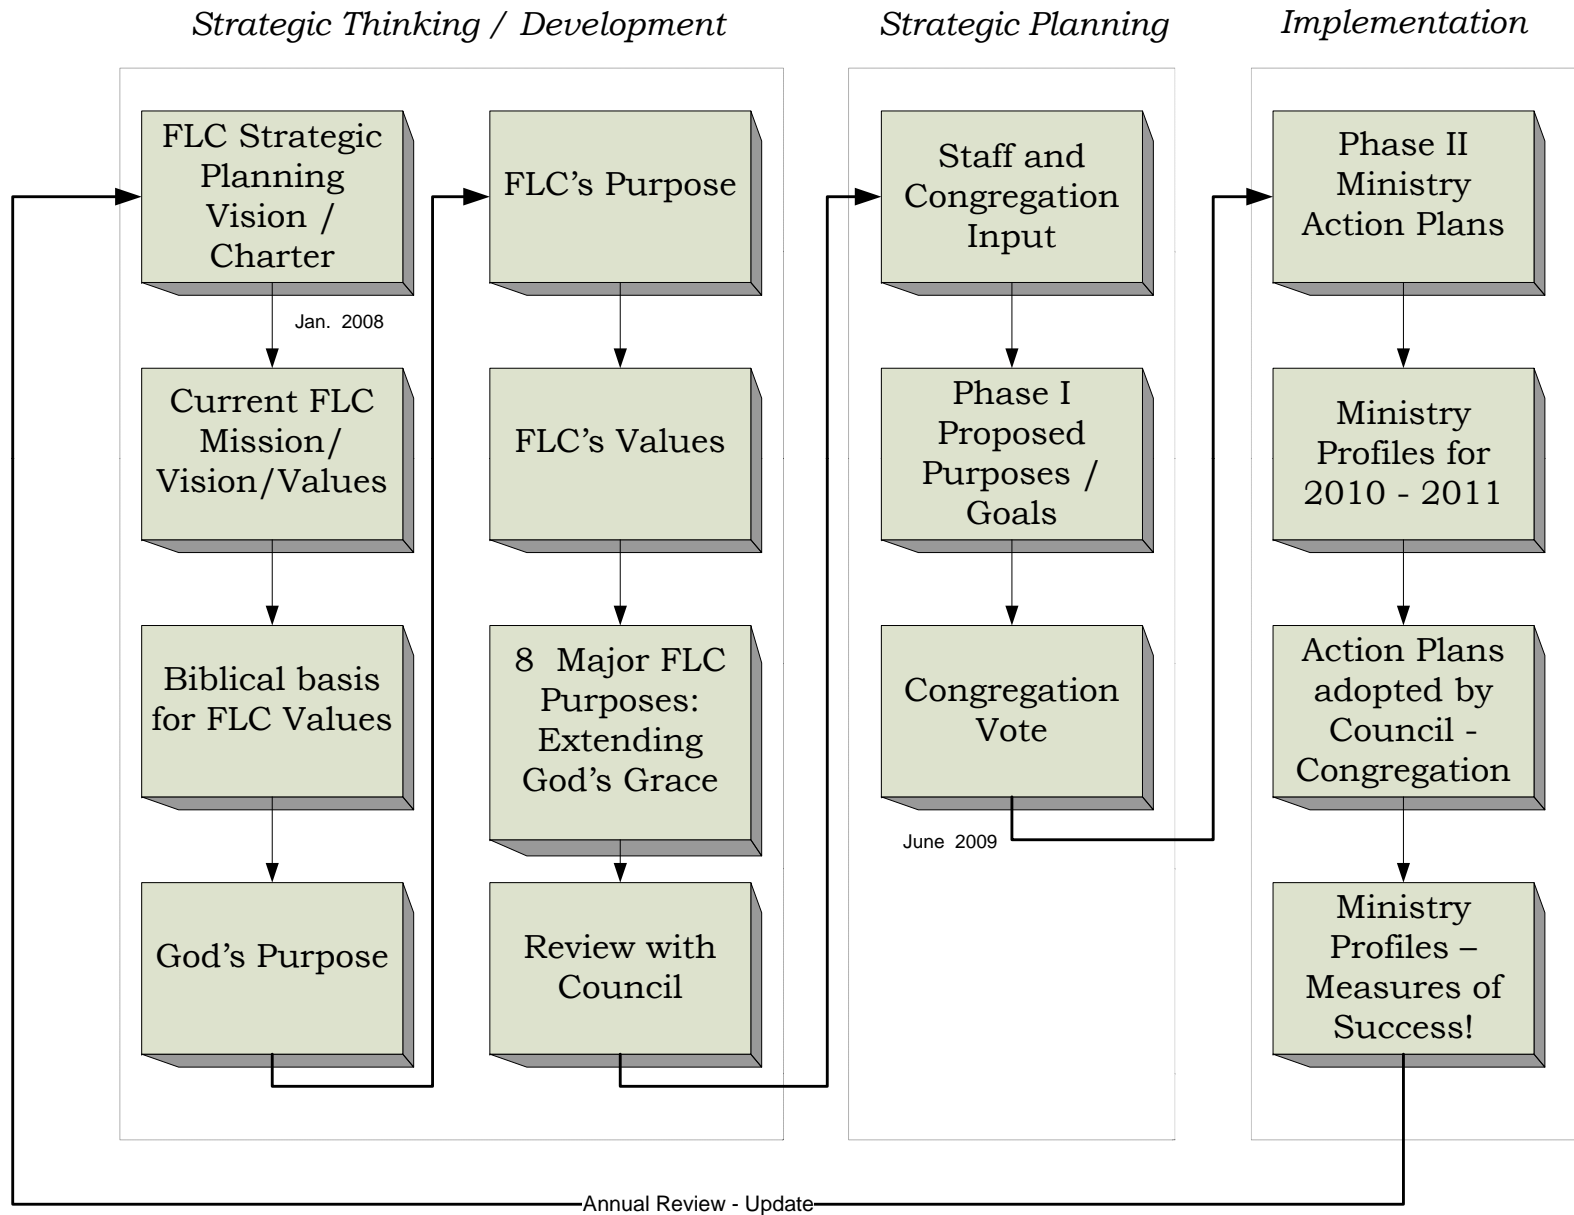 Strategic Thinking / Development
FLC Strategic
Planning
Vision /
Charter
Jan. 2008
Current FLC
Mission/
Vision/Values
Biblical basis
for FLC Values
God’s Purpose
FLC’s Purpose
FLC’s Values
8 Major FLC
Purposes:
Extending
God’s Grace
Review with
Council
Strategic Planning
Staff and
Congregation
Input
Phase I
Proposed
Purposes /
Goals
Congregation
Vote
June 2009
Implementation
Phase II
Ministry
Action Plans
Ministry
Profiles for
2010 - 2011
Action Plans
adopted by
Council -
Congregation
Ministry
Profiles –
Measures of
Success!
Annual Review - Update